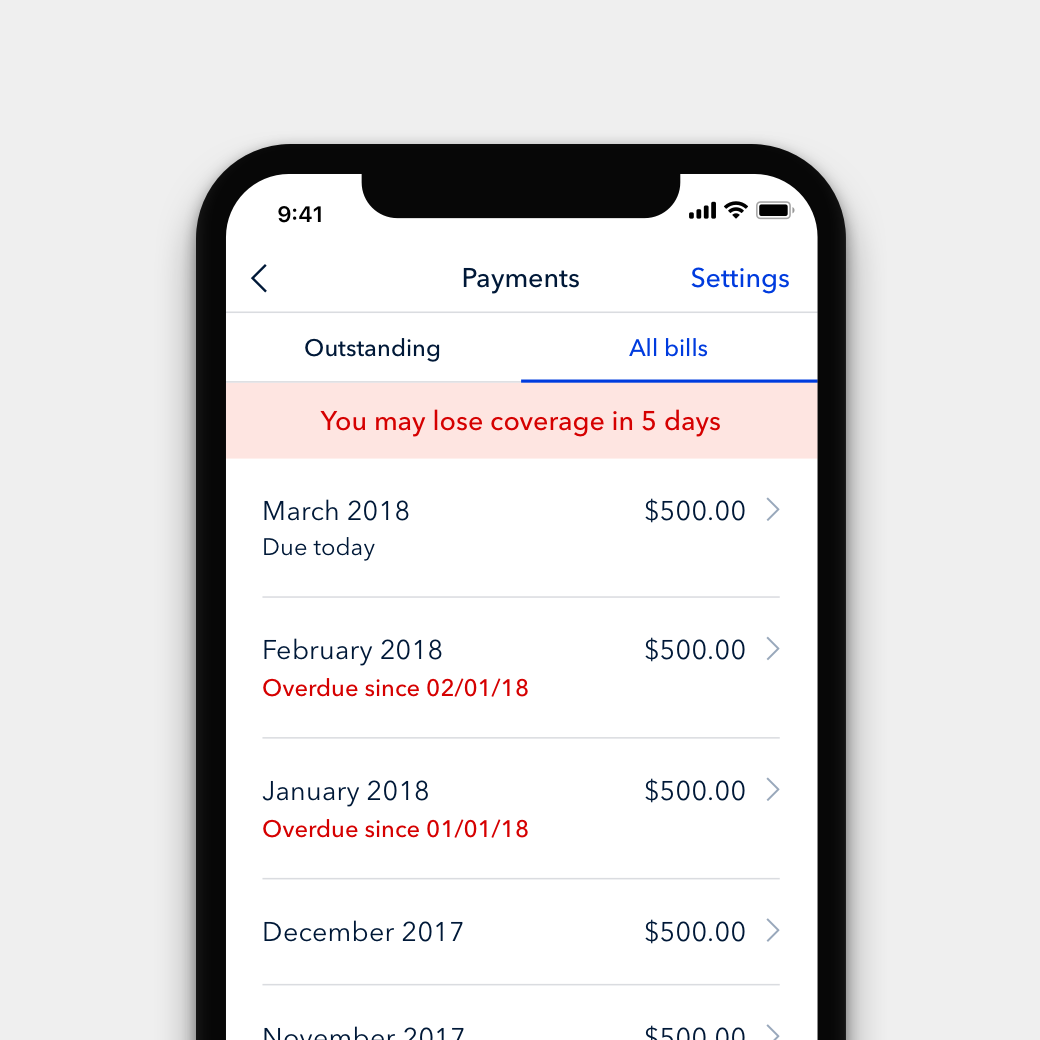 9:41
Payments
Settings
Outstanding
All bills
You may lose coverage in 5 days
March 2018
$500.00
Due today
February 2018
$500.00
Overdue since 02/01/18
January 2018
$500.00
Overdue since 01/01/18
December 2017
$500.00
November 2017
$500.00